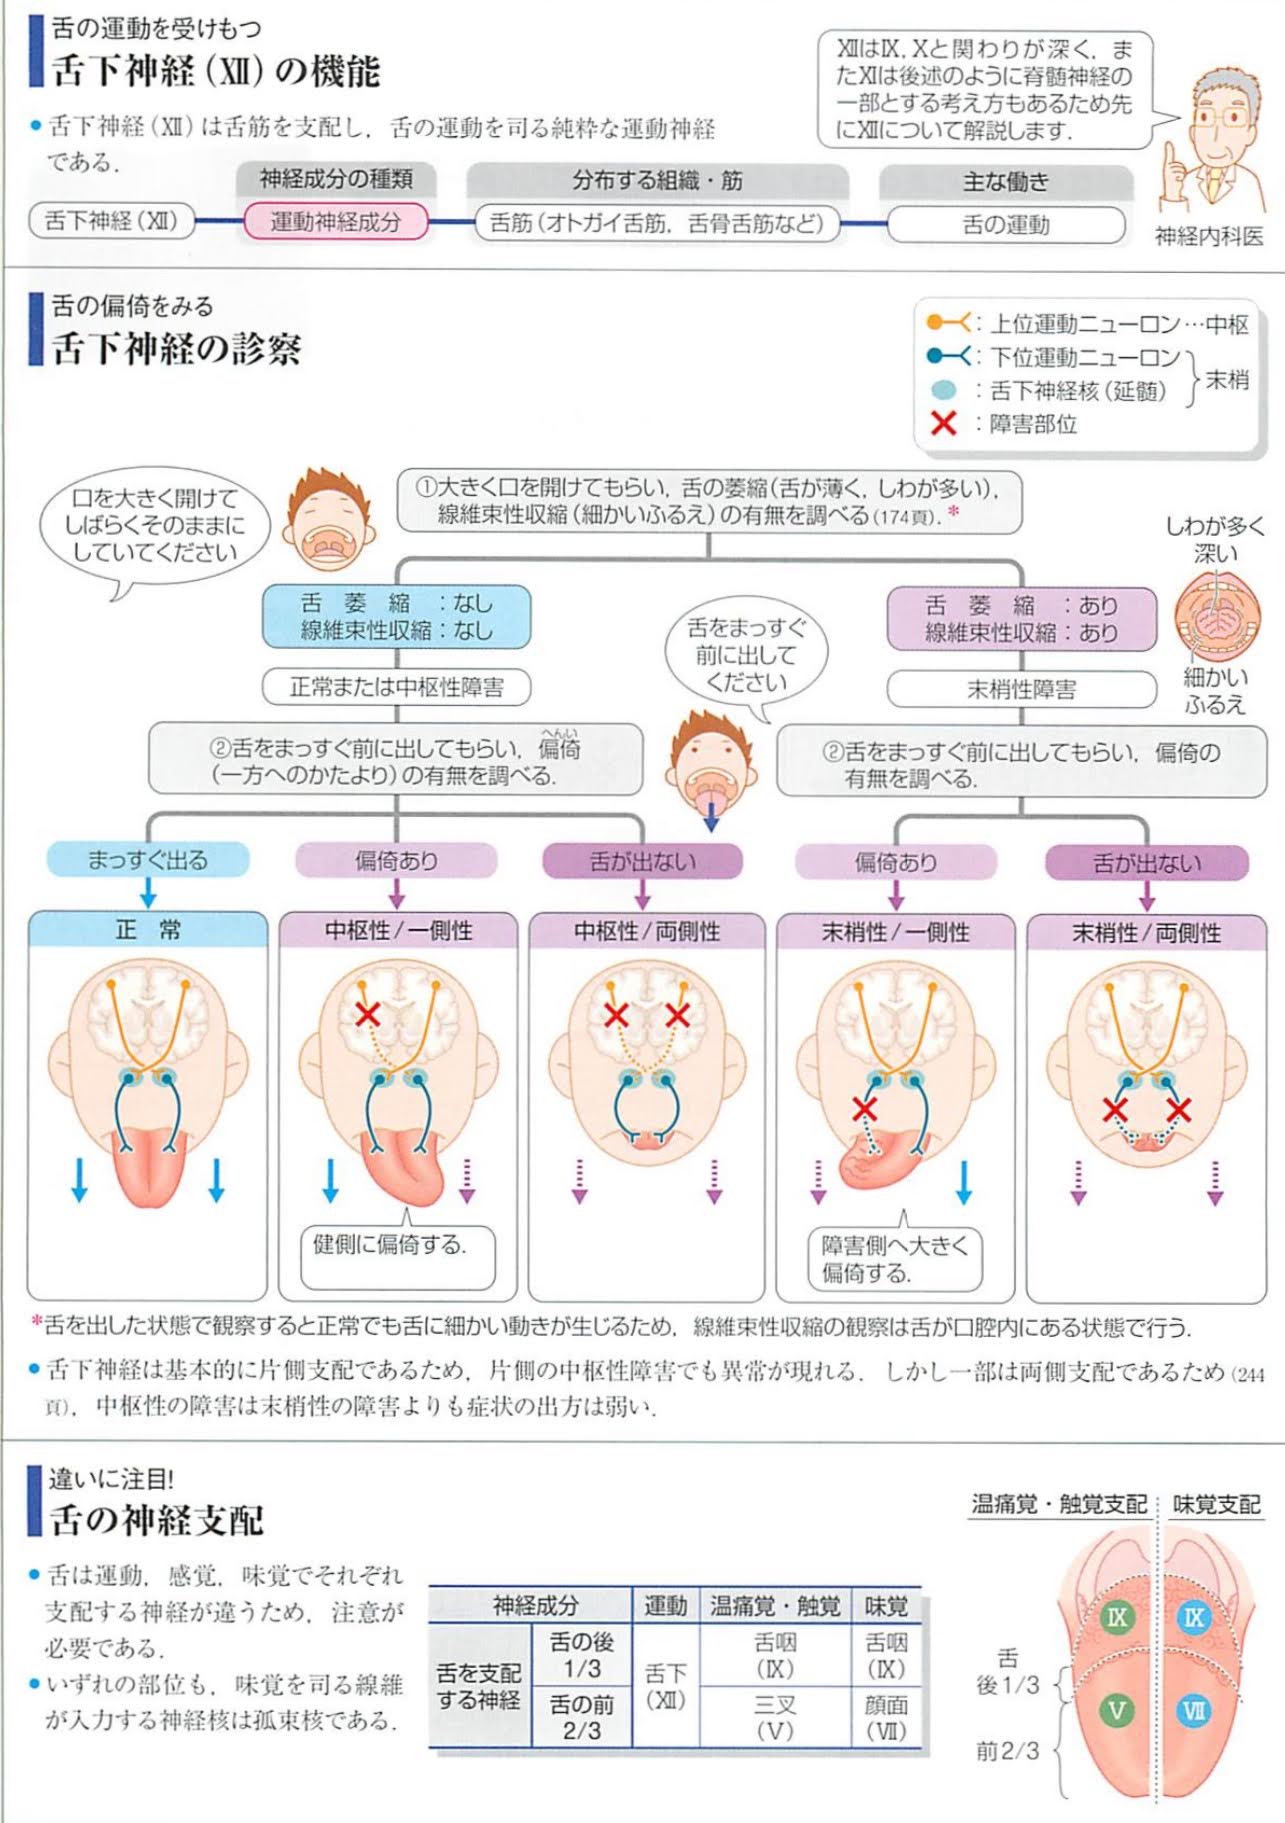 舌の運動を受けもつ
舌下神経（Ⅻ）の機能
●舌下神経（Ⅻ）は舌筋を支配し，舌の運動を司る純粋な運動神経
である．
ⅫはⅨ，Ⅹと関わりが深く，ま
たⅪは後述のように脊髄神経の
一部とする考え方もあるため先
にⅫについて解説します．
神経内科医
神経成分の種類
分布する組織・筋
主な働き
舌下神経（Ⅻ）
運動神経成分
舌筋（オトガイ舌筋，舌骨舌筋など）
舌の運動
舌の偏倚をみる
舌下神経の診察
：上位運動ニューロン…中枢
：下位運動ニューロン
：舌下神経核（延髄）
末梢
：障害部位
口を大きく開けて
しばらくそのままに
していてください
①大きく口を開けてもらい，舌の萎縮（舌が薄く，しわが多い），
線維束性収縮（細かいふるえ）の有無を調べる（174頁）．*
しわが多く
深い
細かい
ふるえ
舌萎縮：なし
線維束性収縮：なし
舌をまっすぐ
前に出して
ください
舌萎縮：あり
線維束性収縮：あり
正常または中枢性障害
末梢性障害
へんい
②舌をまっすぐ前に出してもらい，偏倚
（一方へのかたより）の有無を調べる．
②舌をまっすぐ前に出してもらい，偏倚の
有無を調べる．
まっすぐ出る
偏倚あり
舌が出ない
偏倚あり
舌が出ない
正常
中枢性/一側性
中枢性/両側性
末梢性/一側性
末梢性/両側性
健側に偏倚する．
障害側へ大きく
偏倚する．
*舌を出した状態で観察すると正常でも舌に細かい動きが生じるため，線維束性収縮の観察は舌が口腔内にある状態で行う．
●舌下神経は基本的に片側支配であるため，片側の中枢性障害でも異常が現れる．しかし一部は両側支配であるため（244
頁），中枢性の障害は末梢性の障害よりも症状の出方は弱い．
違いに注目!
舌の神経支配
●舌は運動，感覚，味覚でそれぞれ
支配する神経が違うため，注意が
必要である．
●いずれの部位も，味覚を司る線維
が入力する神経核は孤束核である．
神経成分
運動
温痛覚・触覚
味覚
舌を支配
する神経
舌の後
1/3
舌下
（Ⅻ）
舌咽
（Ⅸ）
舌咽
（Ⅸ）
舌の前
2/3
三叉
（Ⅴ）
顔面
（Ⅶ）
温痛覚・触覚支配
味覚支配
Ⅸ
Ⅸ
舌
後1/3
Ⅴ
Ⅶ
前2/3